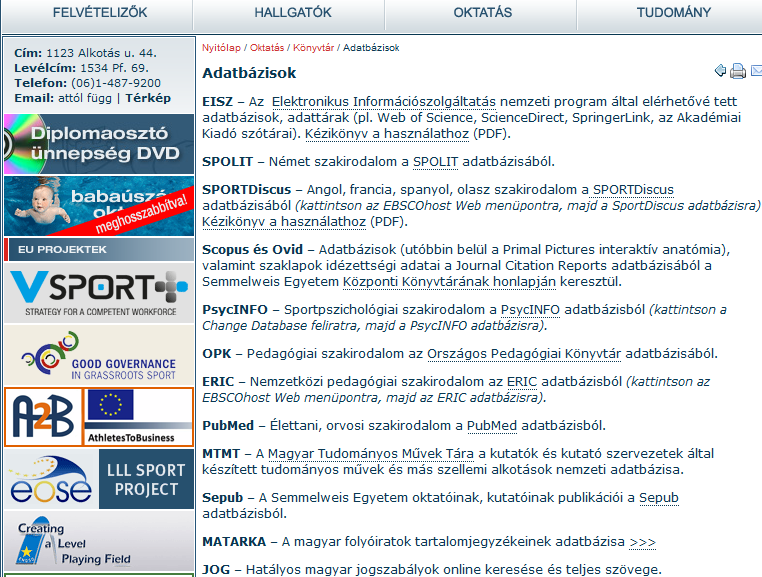 FELVÉTELIZŐK
HALLGATÓK
OKTATÁS
TUDOMÁNY
Cím: 1123 Alkotás u. 44.
Levélcím: 1534 Pf. 69.
Telefon: (06)1-487-9200
Email: attól függ | Térkép
Diplomaosztó
ünnepség DVD
babaúszó
okt
meghosszabbítva!
EU PROJEKTEK
VSPORT+
STRATEGY FOR A COMPETENT WORKFORCE
GOOD GOVERNANCE
IN GRASSROOTS SPORT
A2B
AthletesToBusiness
eose
LLL SPORT
PROJECT
Creating
a Level
Playing Field
Nyitólap / Oktatás / Könyvtár / Adatbázisok
Adatbázisok
EISZ – Az Elektronikus Információszolgáltatás nemzeti program által elérhetővé tett
adatbázisok, adattárak (pl. Web of Science, ScienceDirect, SpringerLink, az Akadémiai
Kiadó szótárai). Kézikönyv a használathoz (PDF).
SPOLIT – Német szakirodalom a SPOLIT adatbázisából.
SPORTDiscus – Angol, francia, spanyol, olasz szakirodalom a SPORTDiscus
adatbázisából (kattintson az EBSCOhost Web menüpontra, majd a SportDiscus adatbázisra)
Kézikönyv a használathoz (PDF).
Scopus és Ovid – Adatbázisok (utóbbin belül a Primal Pictures interaktív anatómia),
valamint szaklapok idézettségi adatai a Journal Citation Reports adatbázisából a
Semmelweis Egyetem Központi Könyvtárának honlapján keresztül.
PsycINFO – Sportpszichológiai szakirodalom a PsycINFO adatbázisból (kattintson a
Change Database feliratra, majd a PsycINFO adatbázisra).
OPK – Pedagógiai szakirodalom az Országos Pedagógiai Könyvtár adatbázisából.
ERIC – Nemzetközi pedagógiai szakirodalom az ERIC adatbázisból (kattintson az
EBSCOhost Web menüpontra, majd az ERIC adatbázisra).
PubMed – Élettani, orvosi szakirodalom a PubMed adatbázisból.
MTMT – A Magyar Tudományos Művek Tára a kutatók és kutató szervezetek által
készített tudományos művek és más szellemi alkotások nemzeti adatbázisa.
Sepub – A Semmelweis Egyetem oktatóinak, kutatóinak publikációi a Sepub
adatbázisból.
MATARKA – A magyar folyóiratok tartalomjegyzékeinek adatbázisa >>>
JOG – Hatályos magyar jogszabályok online keresése és teljes szövege.